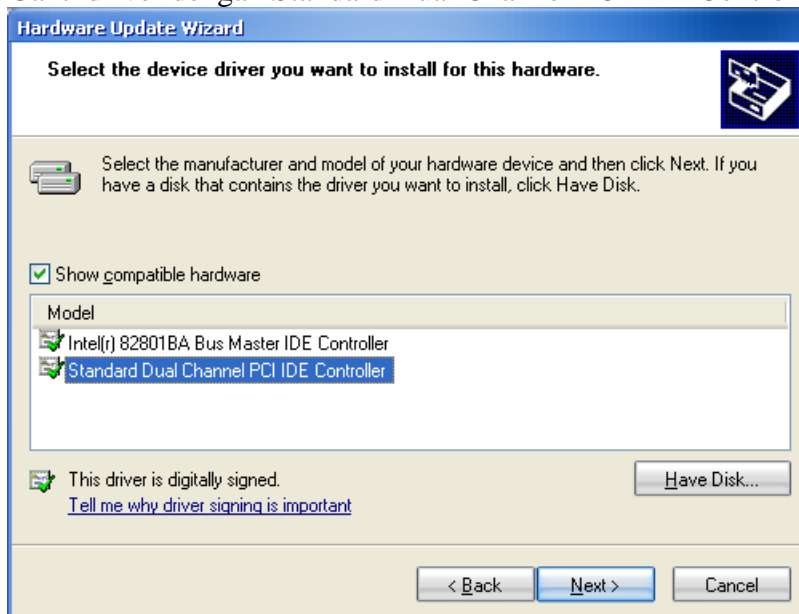 Hardware Update Wizard
Select the device driver you want to install for this hardware.
Select the manufacturer and model of your hardware device and then click Next. If you
have a disk that contains the driver you want to install, click Have Disk.
Show compatible hardware
Model
Intel(r) 82801BA Bus Master IDE Controller
Standard Dual Channel PCI IDE Controller
This driver is digitally signed.
Have Disk...
Tell me why driver signing is important
< Back
Next >
Cancel